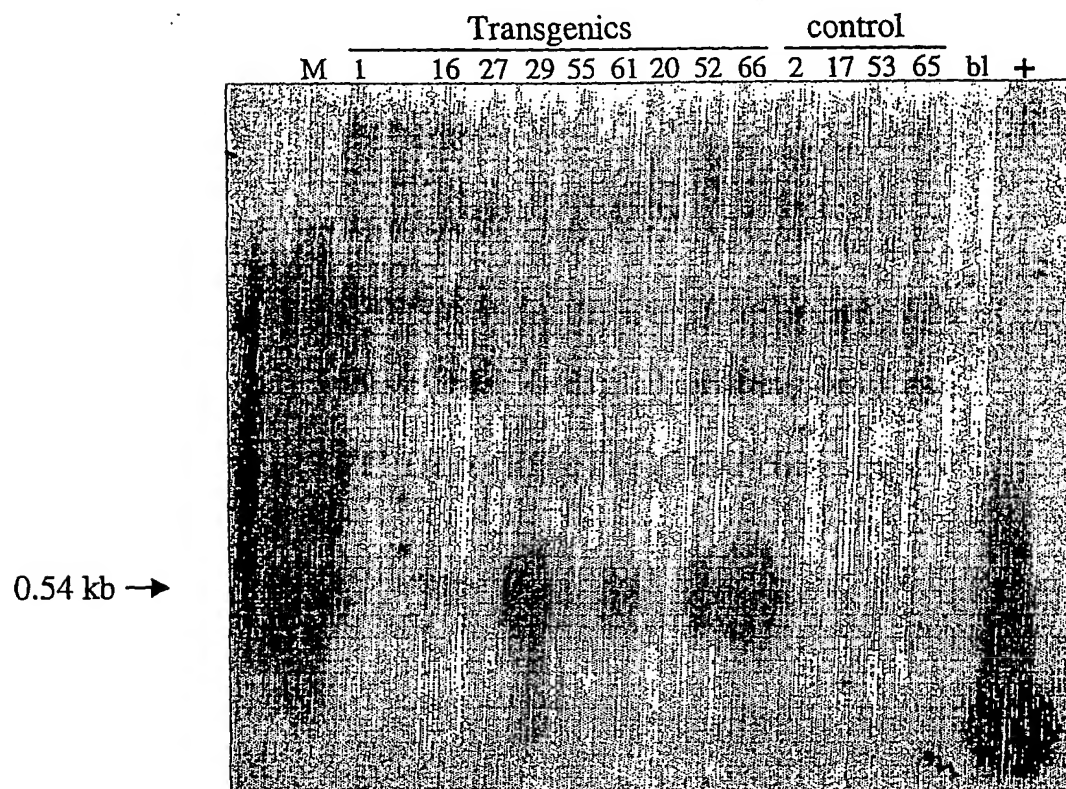 Transgenics control
M 1 16 27 29 55 61 20 52 66 2 17 53 65 bl +
0.54 kb →